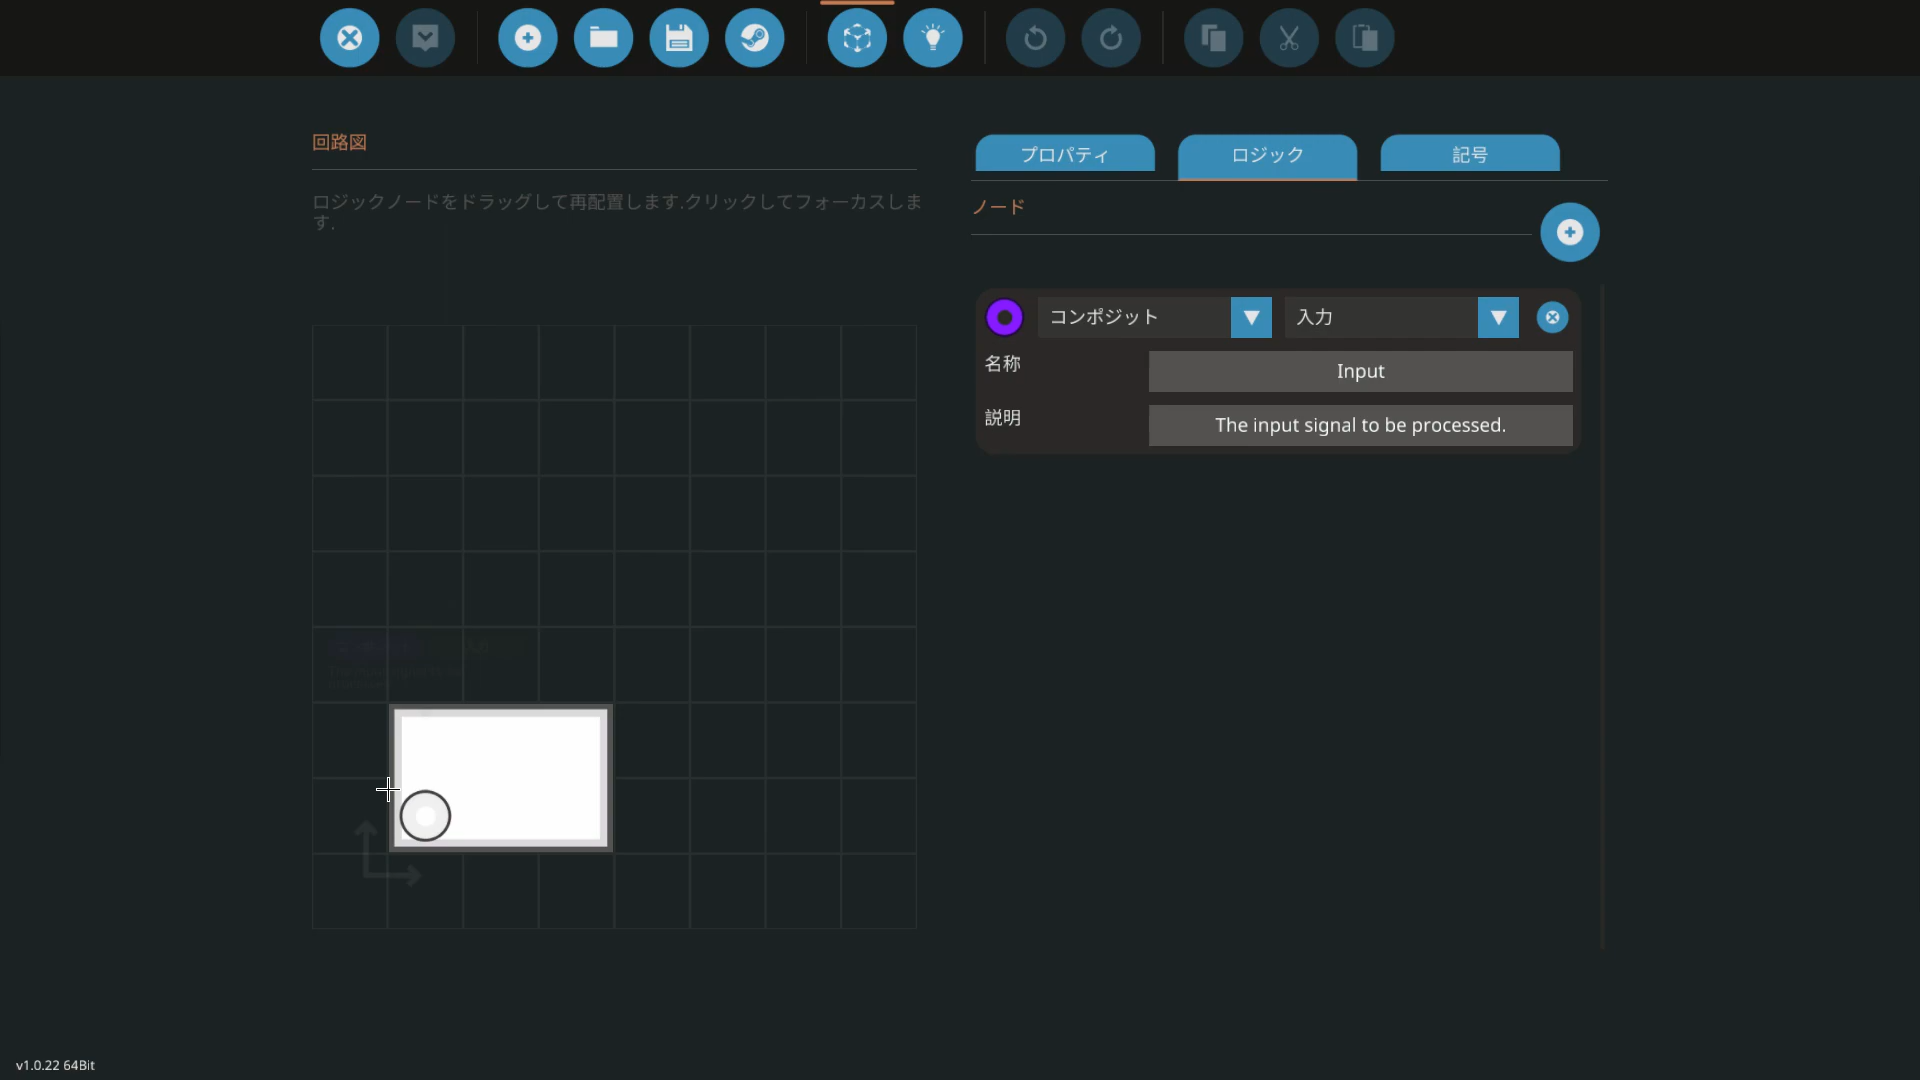 回路図
ロジックノードをドラッグして再配置します.クリックしてフォーカスしま
す.
プロパティ
ロジック
記号
ノード
コンポジット
入力
名称
Input
説明
The input signal to be processed.
v1.0.22 64Bit